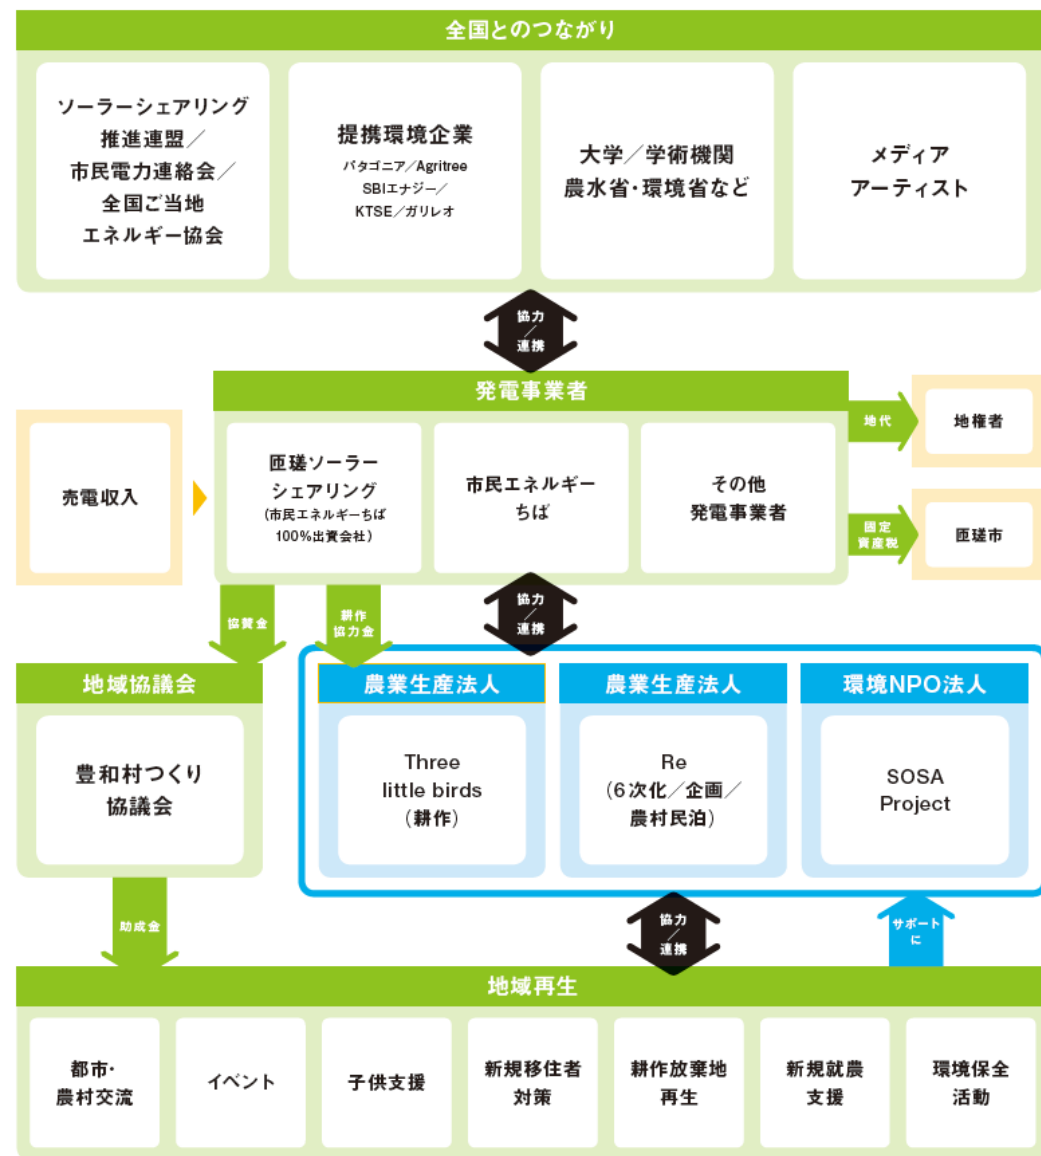 全国とのつながり
ソーラーシェアリング
推進連盟／
市民電力連絡会／
全国ご当地
エネルギー協会
提携環境企業
パタゴニア／Agritree
SBIエナジー／
KTSE／ガリレオ
大学／学術機関
農水省・環境省など
メディア
アーティスト
協力
／
連携
発電事業者
売電収入
匝瑳ソーラー
シェアリング
(市民エネルギーちば
100%出資会社)
市民エネルギー
ちば
その他
発電事業者
地代
地権者
固定
資産税
匝瑳市
協賛金
耕作
協力金
協力
／
連携
地域協議会
豊和村つくり
協議会
農業生産法人
Three
little birds
(耕作)
農業生産法人
Re
(6次化／企画／
農村民泊)
環境NPO法人
SOSA
Project
助成金
協力
／
連携
サポート
に
地域再生
都市・
農村交流
イベント
子供支援
新規移住者
対策
耕作放棄地
再生
新規就農
支援
環境保全
活動